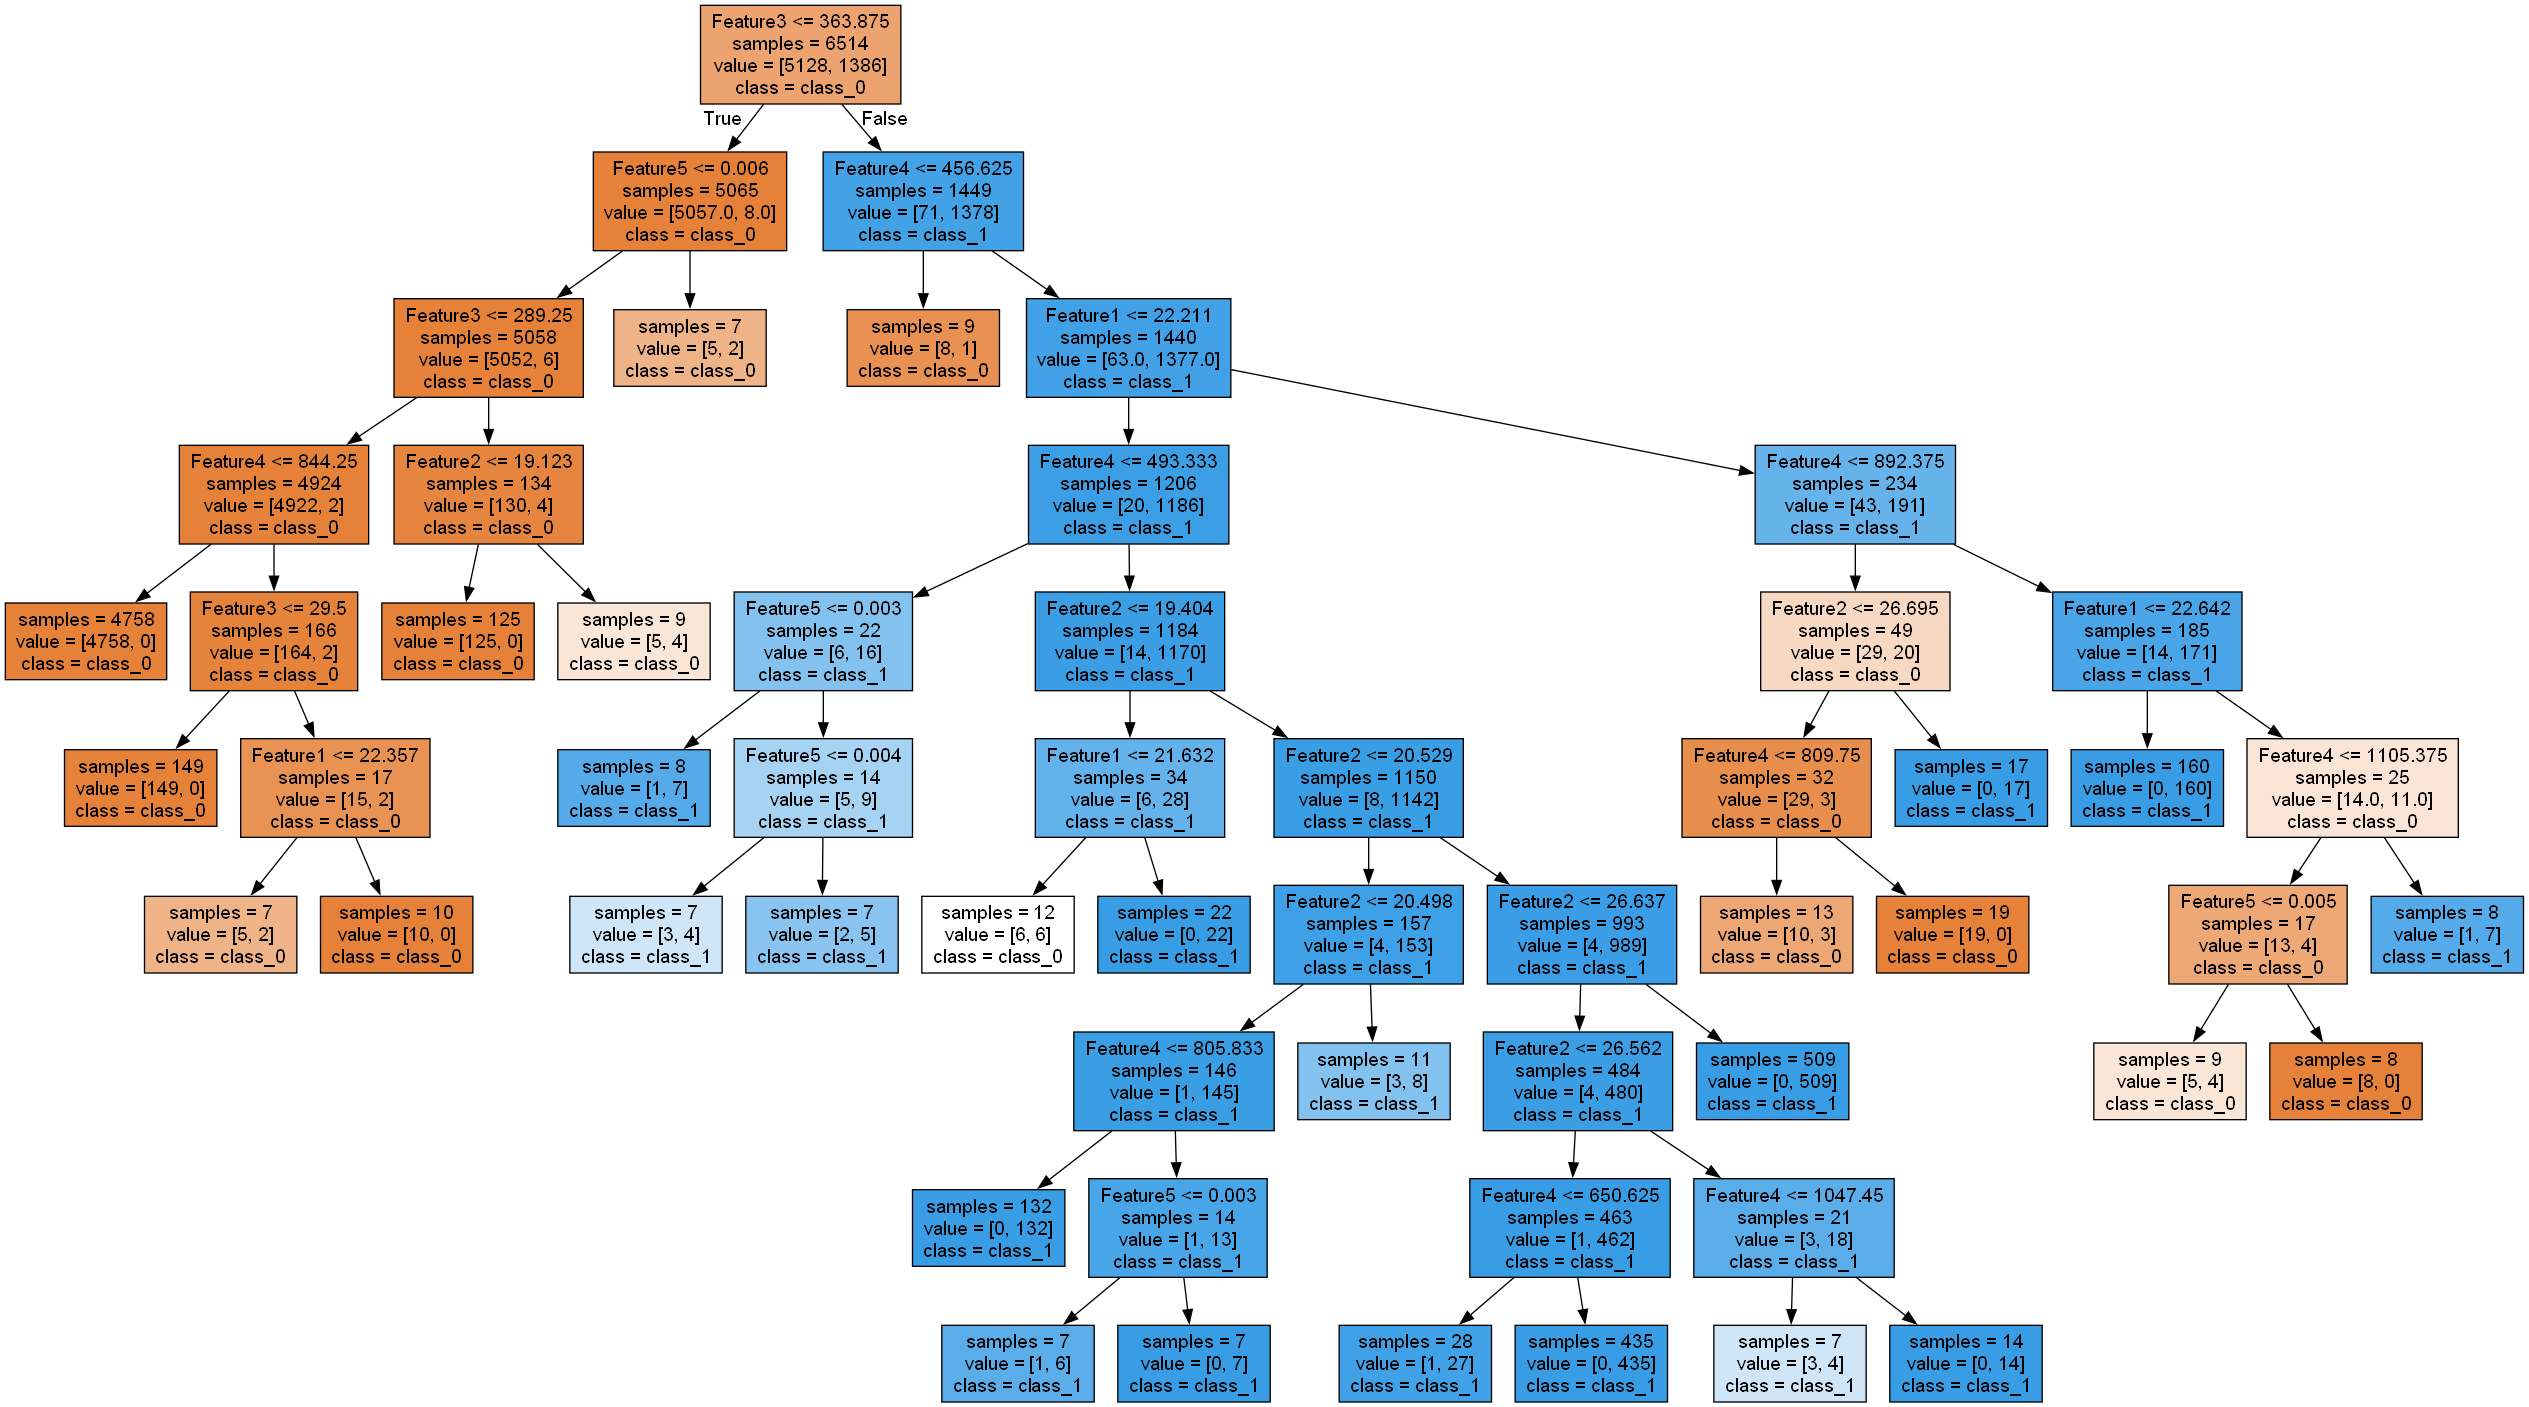 Feature3 <= 363.875
samples = 6514
value = [5128, 1386]
class = class_0
True
False
Feature5 <= 0.006
samples = 5065
value = [5057.0, 8.0]
class = class_0
Feature4 <= 456.625
samples = 1449
value = [71, 1378]
class = class_1
Feature3 <= 289.25
samples = 5058
value = [5052, 6]
class = class_0
samples = 7
value = [5, 2]
class = class_0
samples = 9
value = [8, 1]
class = class_0
Feature1 <= 22.211
samples = 1440
value = [63.0, 1377.0]
class = class_1
Feature4 <= 844.25
samples = 4924
value = [4922, 2]
class = class_0
Feature2 <= 19.123
samples = 134
value = [130, 4]
class = class_0
Feature4 <= 493.333
samples = 1206
value = [20, 1186]
class = class_1
Feature4 <= 892.375
samples = 234
value = [43, 191]
class = class_1
samples = 4758
value = [4758, 0]
class = class_0
Feature3 <= 29.5
samples = 166
value = [164, 2]
class = class_0
samples = 125
value = [125, 0]
class = class_0
samples = 9
value = [5, 4]
class = class_0
Feature5 <= 0.003
samples = 22
value = [6, 16]
class = class_1
Feature2 <= 19.404
samples = 1184
value = [14, 1170]
class = class_1
Feature2 <= 26.695
samples = 49
value = [29, 20]
class = class_0
Feature1 <= 22.642
samples = 185
value = [14, 171]
class = class_1
samples = 149
value = [149, 0]
class = class_0
Feature1 <= 22.357
samples = 17
value = [15, 2]
class = class_0
samples = 8
value = [1, 7]
class = class_1
Feature5 <= 0.004
samples = 14
value = [5, 9]
class = class_1
Feature1 <= 21.632
samples = 34
value = [6, 28]
class = class_1
Feature2 <= 20.529
samples = 1150
value = [8, 1142]
class = class_1
Feature4 <= 809.75
samples = 32
value = [29, 3]
class = class_0
samples = 17
value = [0, 17]
class = class_1
samples = 160
value = [0, 160]
class = class_1
Feature4 <= 1105.375
samples = 25
value = [14.0, 11.0]
class = class_0
samples = 7
value = [5, 2]
class = class_0
samples = 10
value = [10, 0]
class = class_0
samples = 7
value = [3, 4]
class = class_1
samples = 7
value = [2, 5]
class = class_1
samples = 12
value = [6, 6]
class = class_0
samples = 22
value = [0, 22]
class = class_1
Feature2 <= 20.498
samples = 157
value = [4, 153]
class = class_1
Feature2 <= 26.637
samples = 993
value = [4, 989]
class = class_1
samples = 13
value = [10, 3]
class = class_0
samples = 19
value = [19, 0]
class = class_0
Feature5 <= 0.005
samples = 17
value = [13, 4]
class = class_0
samples = 8
value = [1, 7]
class = class_1
Feature4 <= 805.833
samples = 146
value = [1, 145]
class = class_1
samples = 11
value = [3, 8]
class = class_1
Feature2 <= 26.562
samples = 484
value = [4, 480]
class = class_1
samples = 509
value = [0, 509]
class = class_1
samples = 9
value = [5, 4]
class = class_0
samples = 8
value = [8, 0]
class = class_0
samples = 132
value = [0, 132]
class = class_1
Feature5 <= 0.003
samples = 14
value = [1, 13]
class = class_1
Feature4 <= 650.625
samples = 463
value = [1, 462]
class = class_1
Feature4 <= 1047.45
samples = 21
value = [3, 18]
class = class_1
samples = 7
value = [1, 6]
class = class_1
samples = 7
value = [0, 7]
class = class_1
samples = 28
value = [1, 27]
class = class_1
samples = 435
value = [0, 435]
class = class_1
samples = 7
value = [3, 4]
class = class_1
samples = 14
value = [0, 14]
class = class_1